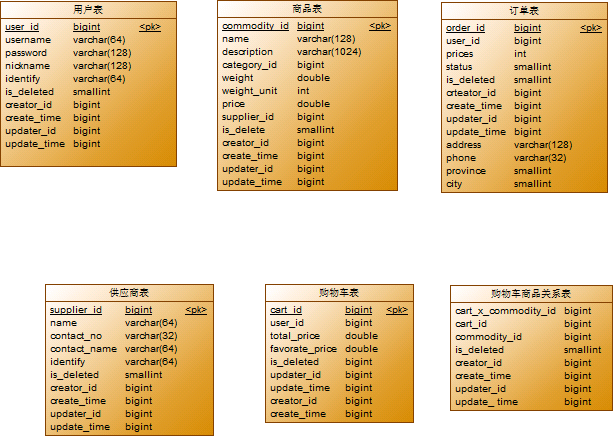 用户表
user_id bigint <pk>
username varchar(64)
password varchar(128)
nickname varchar(128)
identify varchar(64)
is_deleted smallint
creator_id bigint
create_time bigint
updater_id bigint
update_time bigint
商品表
commodity_id bigint <pk>
name varchar(128)
description varchar(1024)
category_id bigint
weight double
weight_unit int
price double
supplier_id bigint
is_delete smallint
creator_id bigint
create_time bigint
updater_id bigint
update_time bigint
订单表
order_id bigint <pk>
user_id bigint
prices int
status smallint
is_deleted smallint
crteator_id bigint
create_time bigint
updater_id bigint
update_time bigint
address varchar(128)
phone varchar(32)
province smallint
city smallint
供应商表
supplier_id bigint <pk>
name varchar(64)
contact_no varchar(32)
contact_name varchar(64)
identify varchar(64)
is_deleted smallint
creator_id bigint
create_time bigint
updater_id bigint
update_time bigint
购物车表
cart_id bigint <pk>
user_id bigint
total_price double
favorate_price double
is_deleted bigint
updater_id bigint
update_time bigint
creator_id bigint
create_time bigint
购物车商品关系表
cart_x_commodity_id bigint
cart_id bigint
commodity_id bigint
is_deleted smallint
creator_id bigint
create_time bigint
updater_id bigint
update_ time bigint